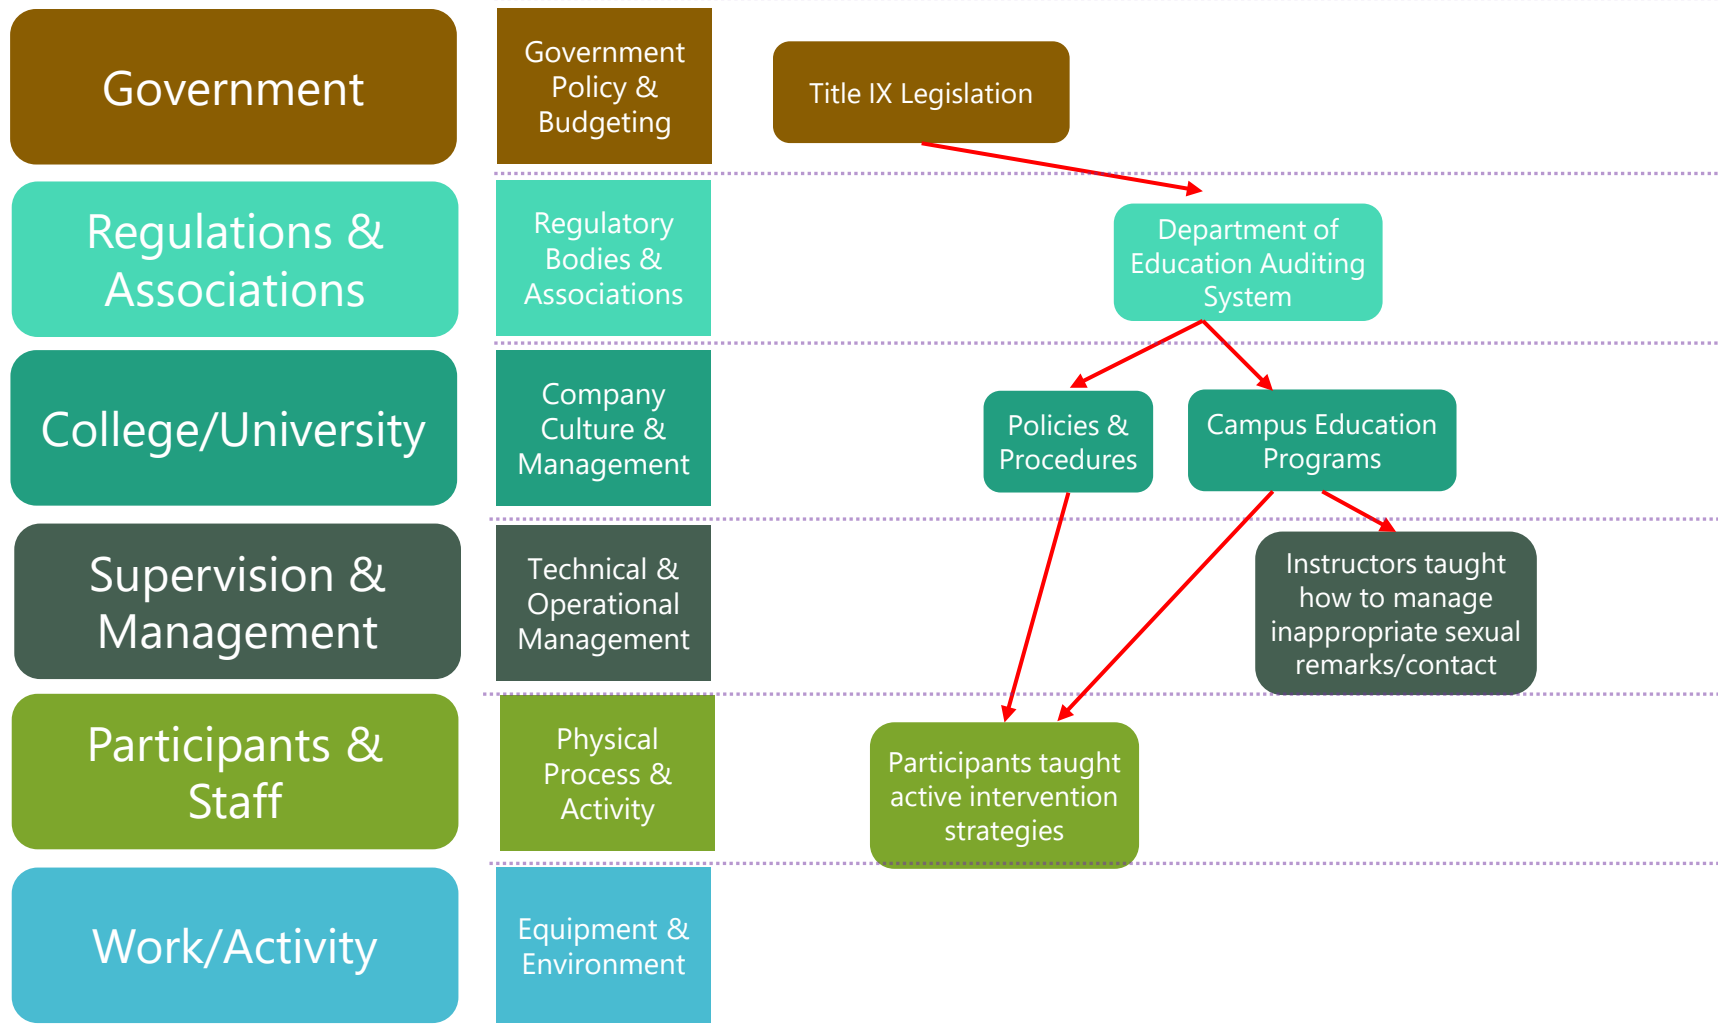 Government
Government
Policy &
Budgeting
Title IX Legislation
Regulations &
Associations
Regulatory
Bodies &
Associations
Department of
Education Auditing
System
College/University
Company
Culture &
Management
Policies &
Procedures
Campus Education
Programs
Supervision &
Management
Technical &
Operational
Management
Instructors taught
how to manage
inappropriate sexual
remarks/contact
Participants &
Staff
Physical
Process &
Activity
Participants taught
active intervention
strategies
Work/Activity
Equipment &
Environment